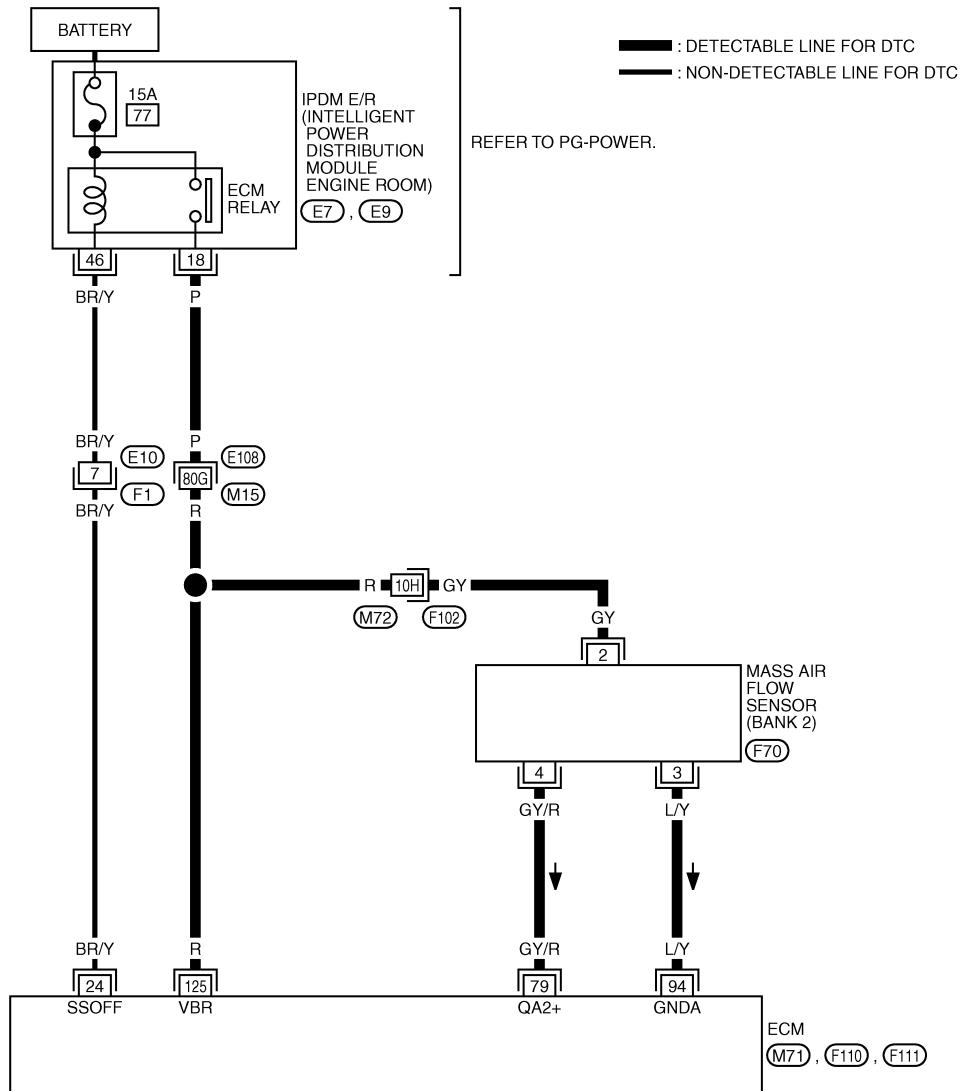 BATTERY
: DETECTABLE LINE FOR DTC
: NON-DETECTABLE LINE FOR DTC
15A
77
IPDM E/R
(INTELLIGENT
POWER
DISTRIBUTION
MODULE
ENGINE ROOM)
E7 , E9
REFER TO PG-POWER.
ECM
RELAY
46 18
BR/Y P
BR/Y P
7 E10 80G E108
F1 M15
BR/Y R
R 10H GY
M72 F102
GY
2
MASS AIR
FLOW
SENSOR
(BANK 2)
F70
4 3
GY/R L/Y
BR/Y R GY/R L/Y
24 125 79 94
SSOFF VBR QA2+ GNDA
ECM
M71 , F110 , F111